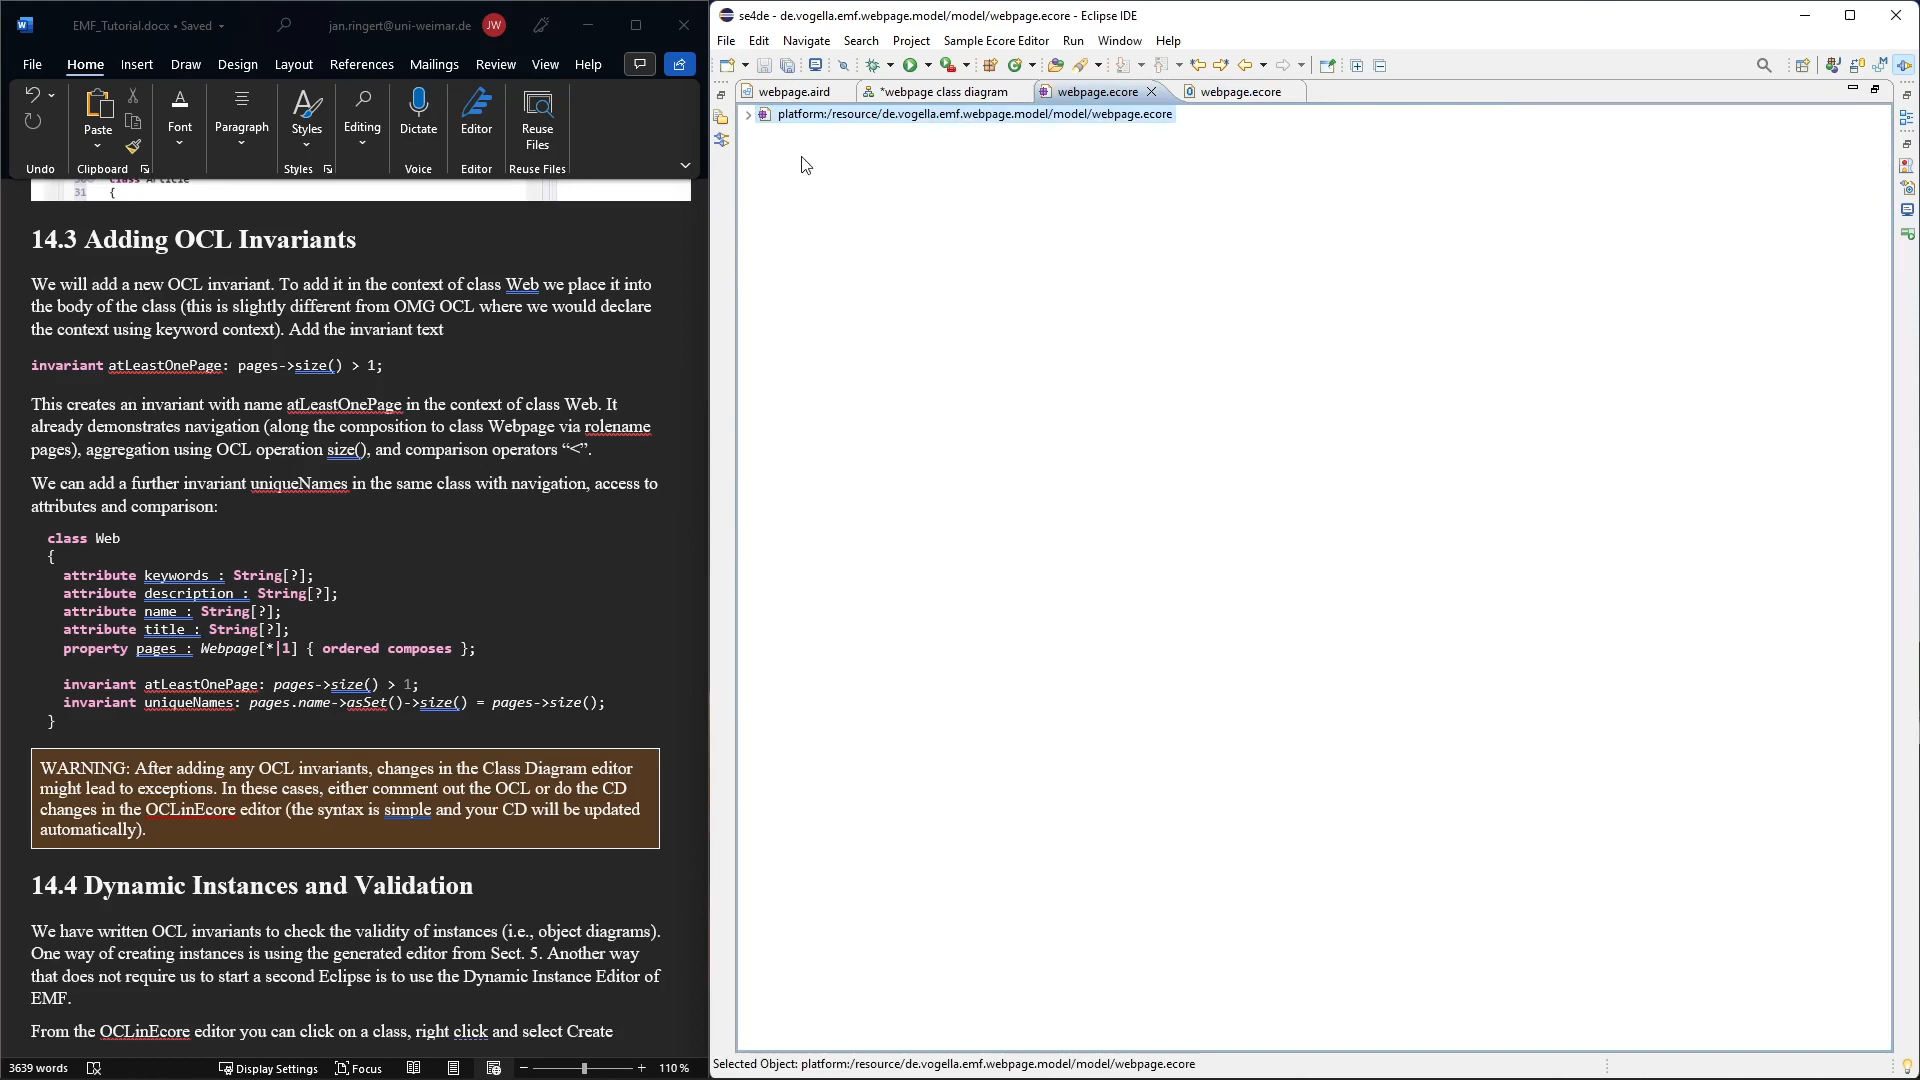 EMF_Tutorial.docx • Saved
jan.ringert@uni-weimar.de
JW
File Home Insert Draw Design Layout References Mailings Review View Help
Paste
Font
Paragraph
Styles
Editing
Dictate
Editor
Reuse
Files
Undo
Clipboard
Styles
Voice
Editor
Reuse Files
31 {
14.3 Adding OCL Invariants
We will add a new OCL invariant. To add it in the context of class Web we place it into
the body of the class (this is slightly different from OMG OCL where we would declare
the context using keyword context). Add the invariant text
invariant atLeastOnePage: pages->size() > 1;
This creates an invariant with name atLeastOnePage in the context of class Web. It
already demonstrates navigation (along the composition to class Webpage via rolename
pages), aggregation using OCL operation size(), and comparison operators “<”.
We can add a further invariant uniqueNames in the same class with navigation, access to
attributes and comparison:
class Web
{
attribute keywords : String[?];
attribute description : String[?];
attribute name : String[?];
attribute title : String[?];
property pages : Webpage[*|1] { ordered composes };
invariant atLeastOnePage: pages->size() > 1;
invariant uniqueNames: pages.name->asSet()->size() = pages->size();
}
WARNING: After adding any OCL invariants, changes in the Class Diagram editor
might lead to exceptions. In these cases, either comment out the OCL or do the CD
changes in the OCLinEcore editor (the syntax is simple and your CD will be updated
automatically).
14.4 Dynamic Instances and Validation
We have written OCL invariants to check the validity of instances (i.e., object diagrams).
One way of creating instances is using the generated editor from Sect. 5. Another way
that does not require us to start a second Eclipse is to use the Dynamic Instance Editor of
EMF.
From the OCLinEcore editor you can click on a class, right click and select Create
3639 words
Display Settings
Focus
110 %
se4de - de.vogella.emf.webpage.model/model/webpage.ecore - Eclipse IDE
File Edit Navigate Search Project Sample Ecore Editor Run Window Help
webpage.aird
*webpage class diagram
webpage.ecore
webpage.ecore
platform:/resource/de.vogella.emf.webpage.model/model/webpage.ecore
Selected Object: platform:/resource/de.vogella.emf.webpage.model/model/webpage.ecore